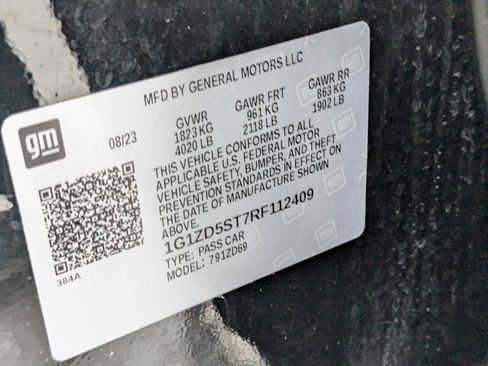 MFD BY GENERAL MOTORS LLC
gm
08/23
GVWR
1823 KG
4020 LB
GAWR FRT
961 KG
2118 LB
GAWR RR
863 KG
1902 LB
THIS VEHICLE CONFORMS TO ALL
APPLICABLE U.S. FEDERAL MOTOR
VEHICLE SAFETY, BUMPER, AND THEFT
PREVENTION STANDARDS IN EFFECT ON
THE DATE OF MANUFACTURE SHOWN
ABOVE.
1G1ZD5ST7RF112409
TYPE: PASS CAR
MODEL: 791ZD69
384A